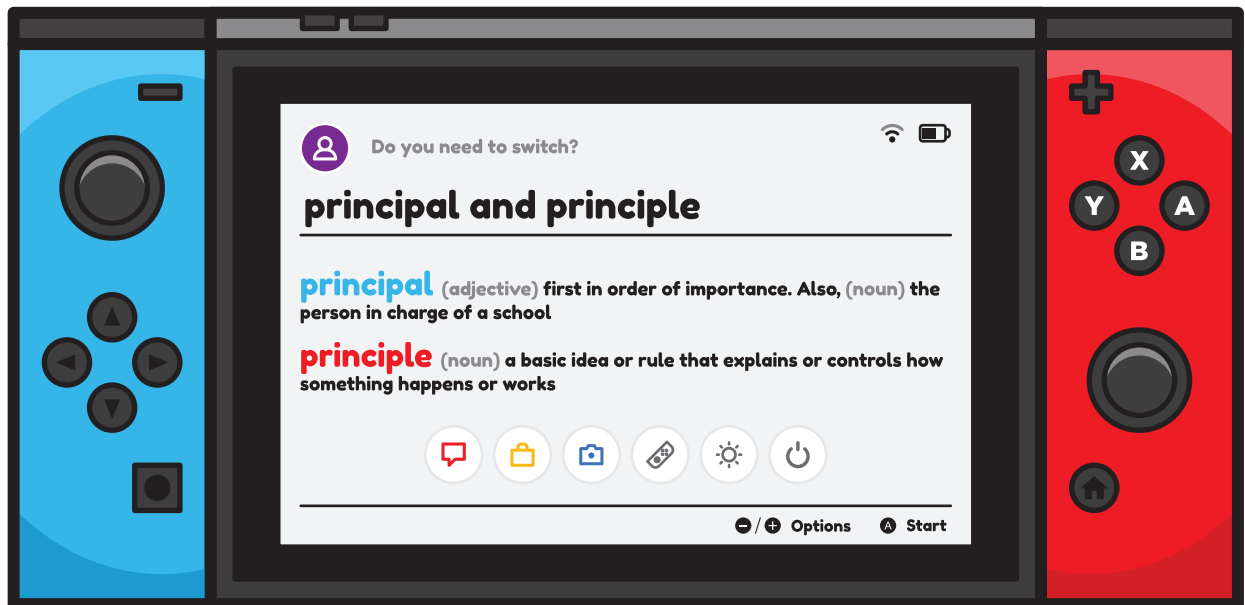 Do you need to switch?
principal and principle
principal (adjective) first in order of importance. Also, (noun) the
person in charge of a school
principle (noun) a basic idea or rule that explains or controls how
something happens or works
X
Y A
B
-/+ Options A Start